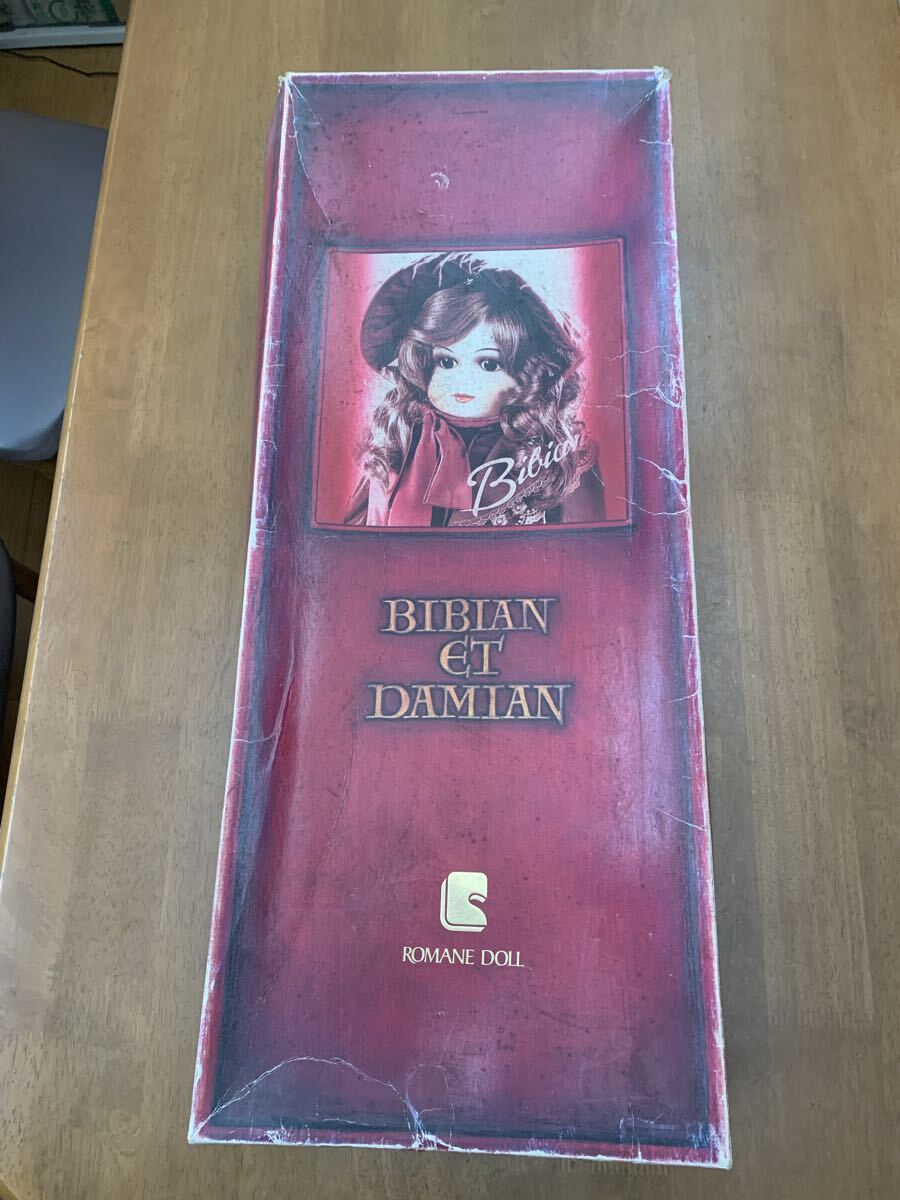 Bibian
BIBIAN
ET
DAMIAN
ROMANE DOLL